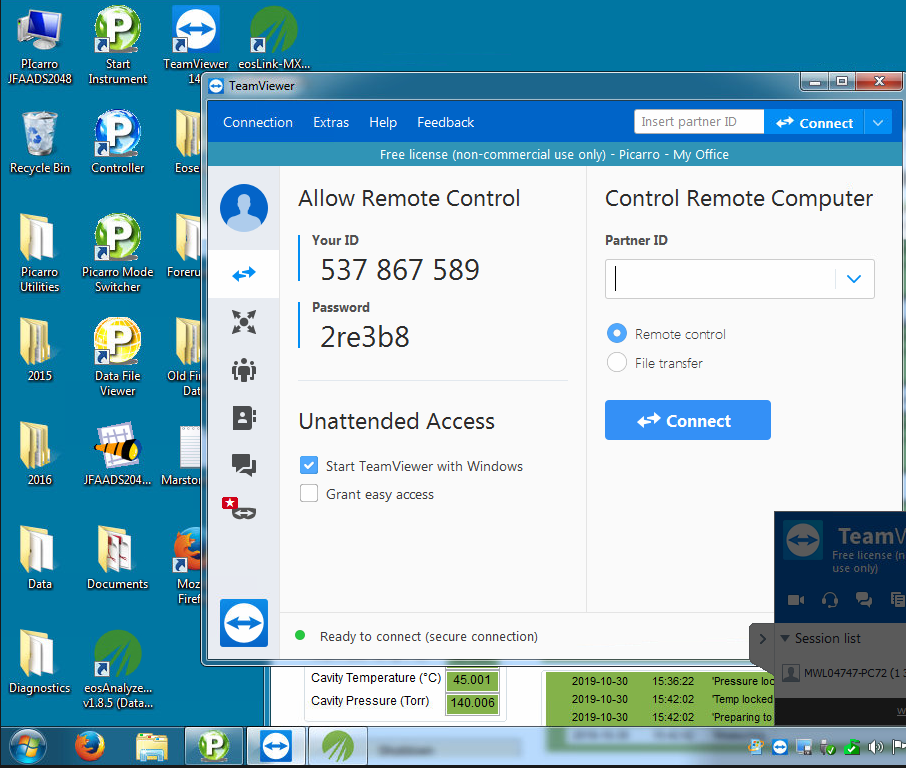 PIcarro
JFAADS2048
Start
Instrument
TeamViewer
14
eosLink-MX...
Recycle Bin
Controller
Eose
Picarro
Utilities
Picarro Mode
Switcher
Foreru
2015
Data File
Viewer
Old Fi
Dat
2016
JFAADS204...
Marston
Data
Documents
Moz
Firef
Diagnostics
eosAnalyze...
v1.8.5 (Data...
TeamViewer
Connection
Extras
Help
Feedback
Insert partner ID
Connect
Free license (non-commercial use only) - Picarro - My Office
Allow Remote Control
Your ID
537 867 589
Password
2re3b8
Unattended Access
Start TeamViewer with Windows
Grant easy access
Control Remote Computer
Partner ID
Remote control
File transfer
Connect
Ready to connect (secure connection)
TeamV
Free license (n
use only)
Session list
MWL04747-PC72 (1 3
w
Cavity Temperature (°C) 45.001
Cavity Pressure (Torr) 140.006
2019-10-30 15:36:22 'Pressure loc
2019-10-30 15:42:02 'Temp locked
2019-10-30 15:42:02 'Preparing to
Shutdown